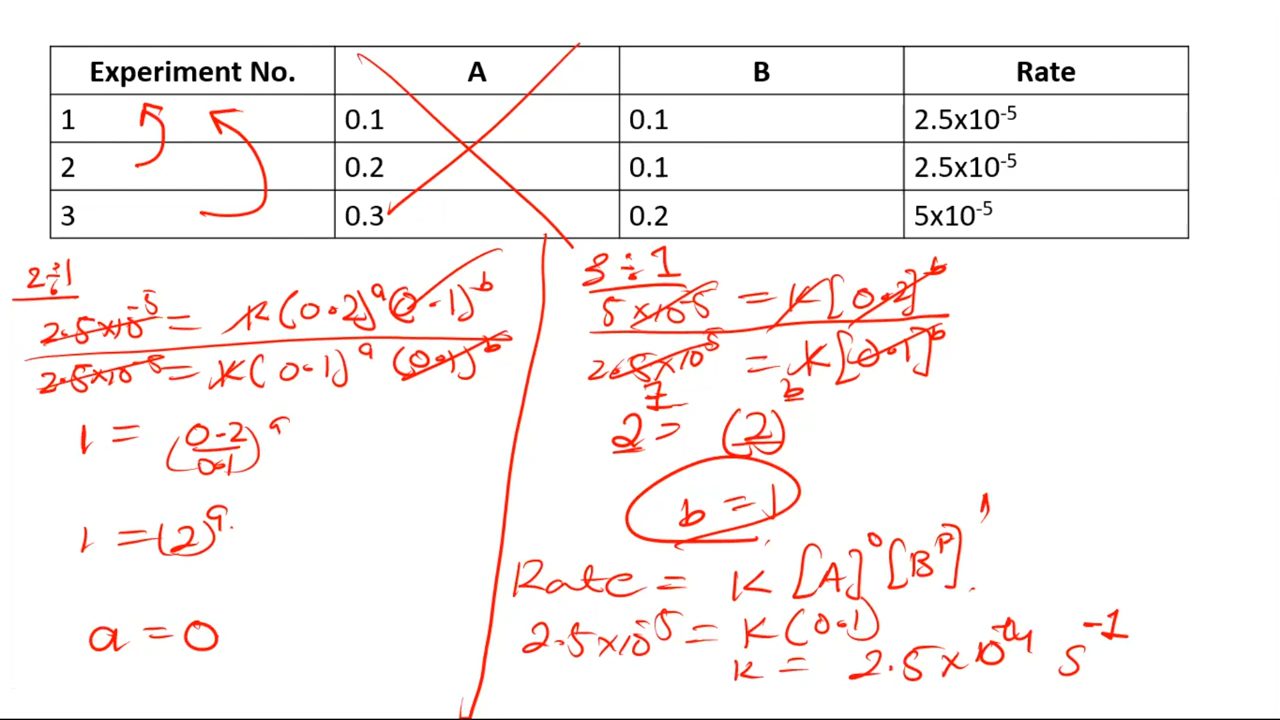 Experiment No. A B Rate
1 0.1 0.1 2.5x10⁻⁵
2 0.2 0.1 2.5x10⁻⁵
3 0.3 0.2 5x10⁻⁵
2÷1
2.5×10⁻⁵ = K(0.2)ᵃ(0.1)ᵇ
2.5×10⁻⁵ = K(0.1)ᵃ(0.1)ᵇ
1 = (0.2/0.1)ᵃ
1 = (2)ᵃ
a = 0
3÷1
5×10⁻⁵ = K[0.2]ᵇ
2.5×10⁻⁵ = K[0.1]ᵇ
2¹ = (2)ᵇ
b = 1
Rate = K[A]⁰[B]¹
2.5×10⁻⁵ = K(0.1)
K = 2.5×10⁻⁴ s⁻¹